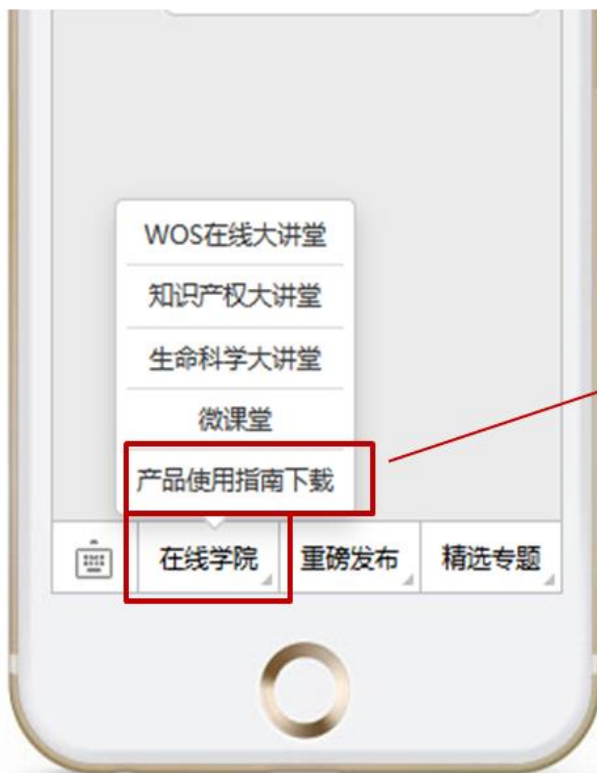 WOS在线大讲堂
知识产权大讲堂
生命科学大讲堂
微课堂
产品使用指南下载
在线学院 重磅发布 精选专题